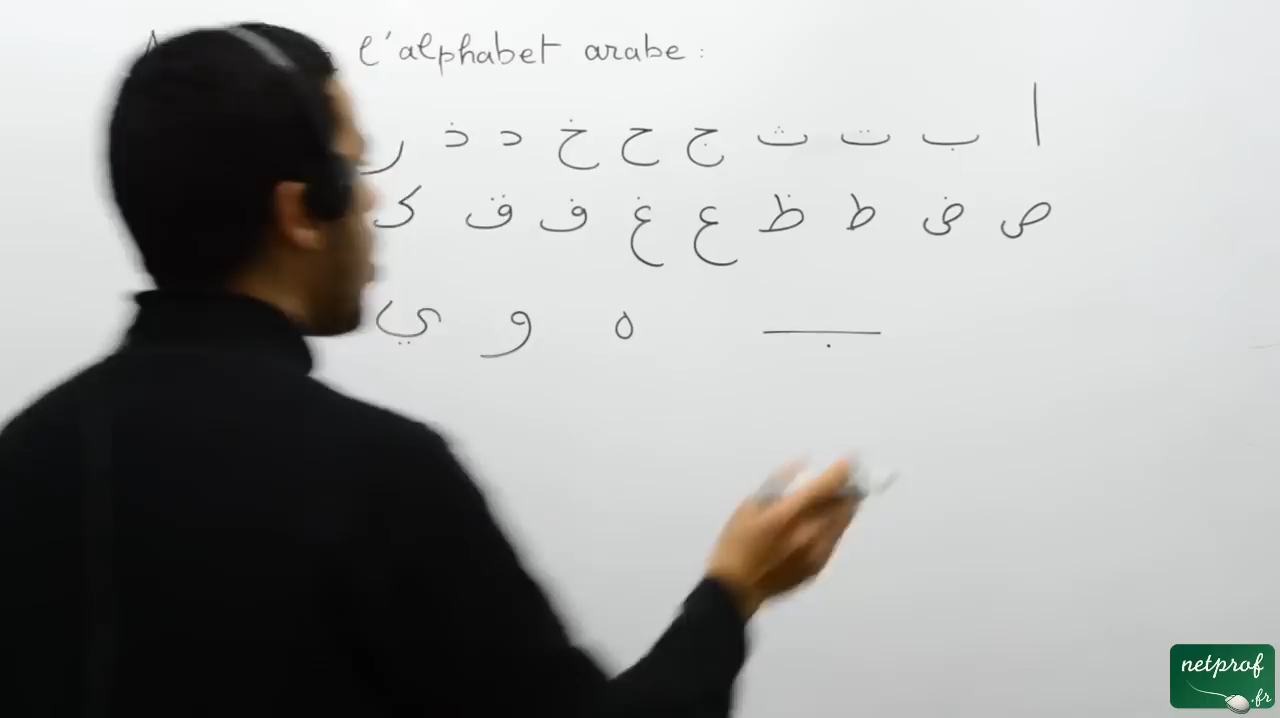 l'alphabet arabe :
ا ب ت ث ج ح خ د ذ ر
ص ض ط ظ ع غ ف ق ك
ه و ي
netprof
.fr